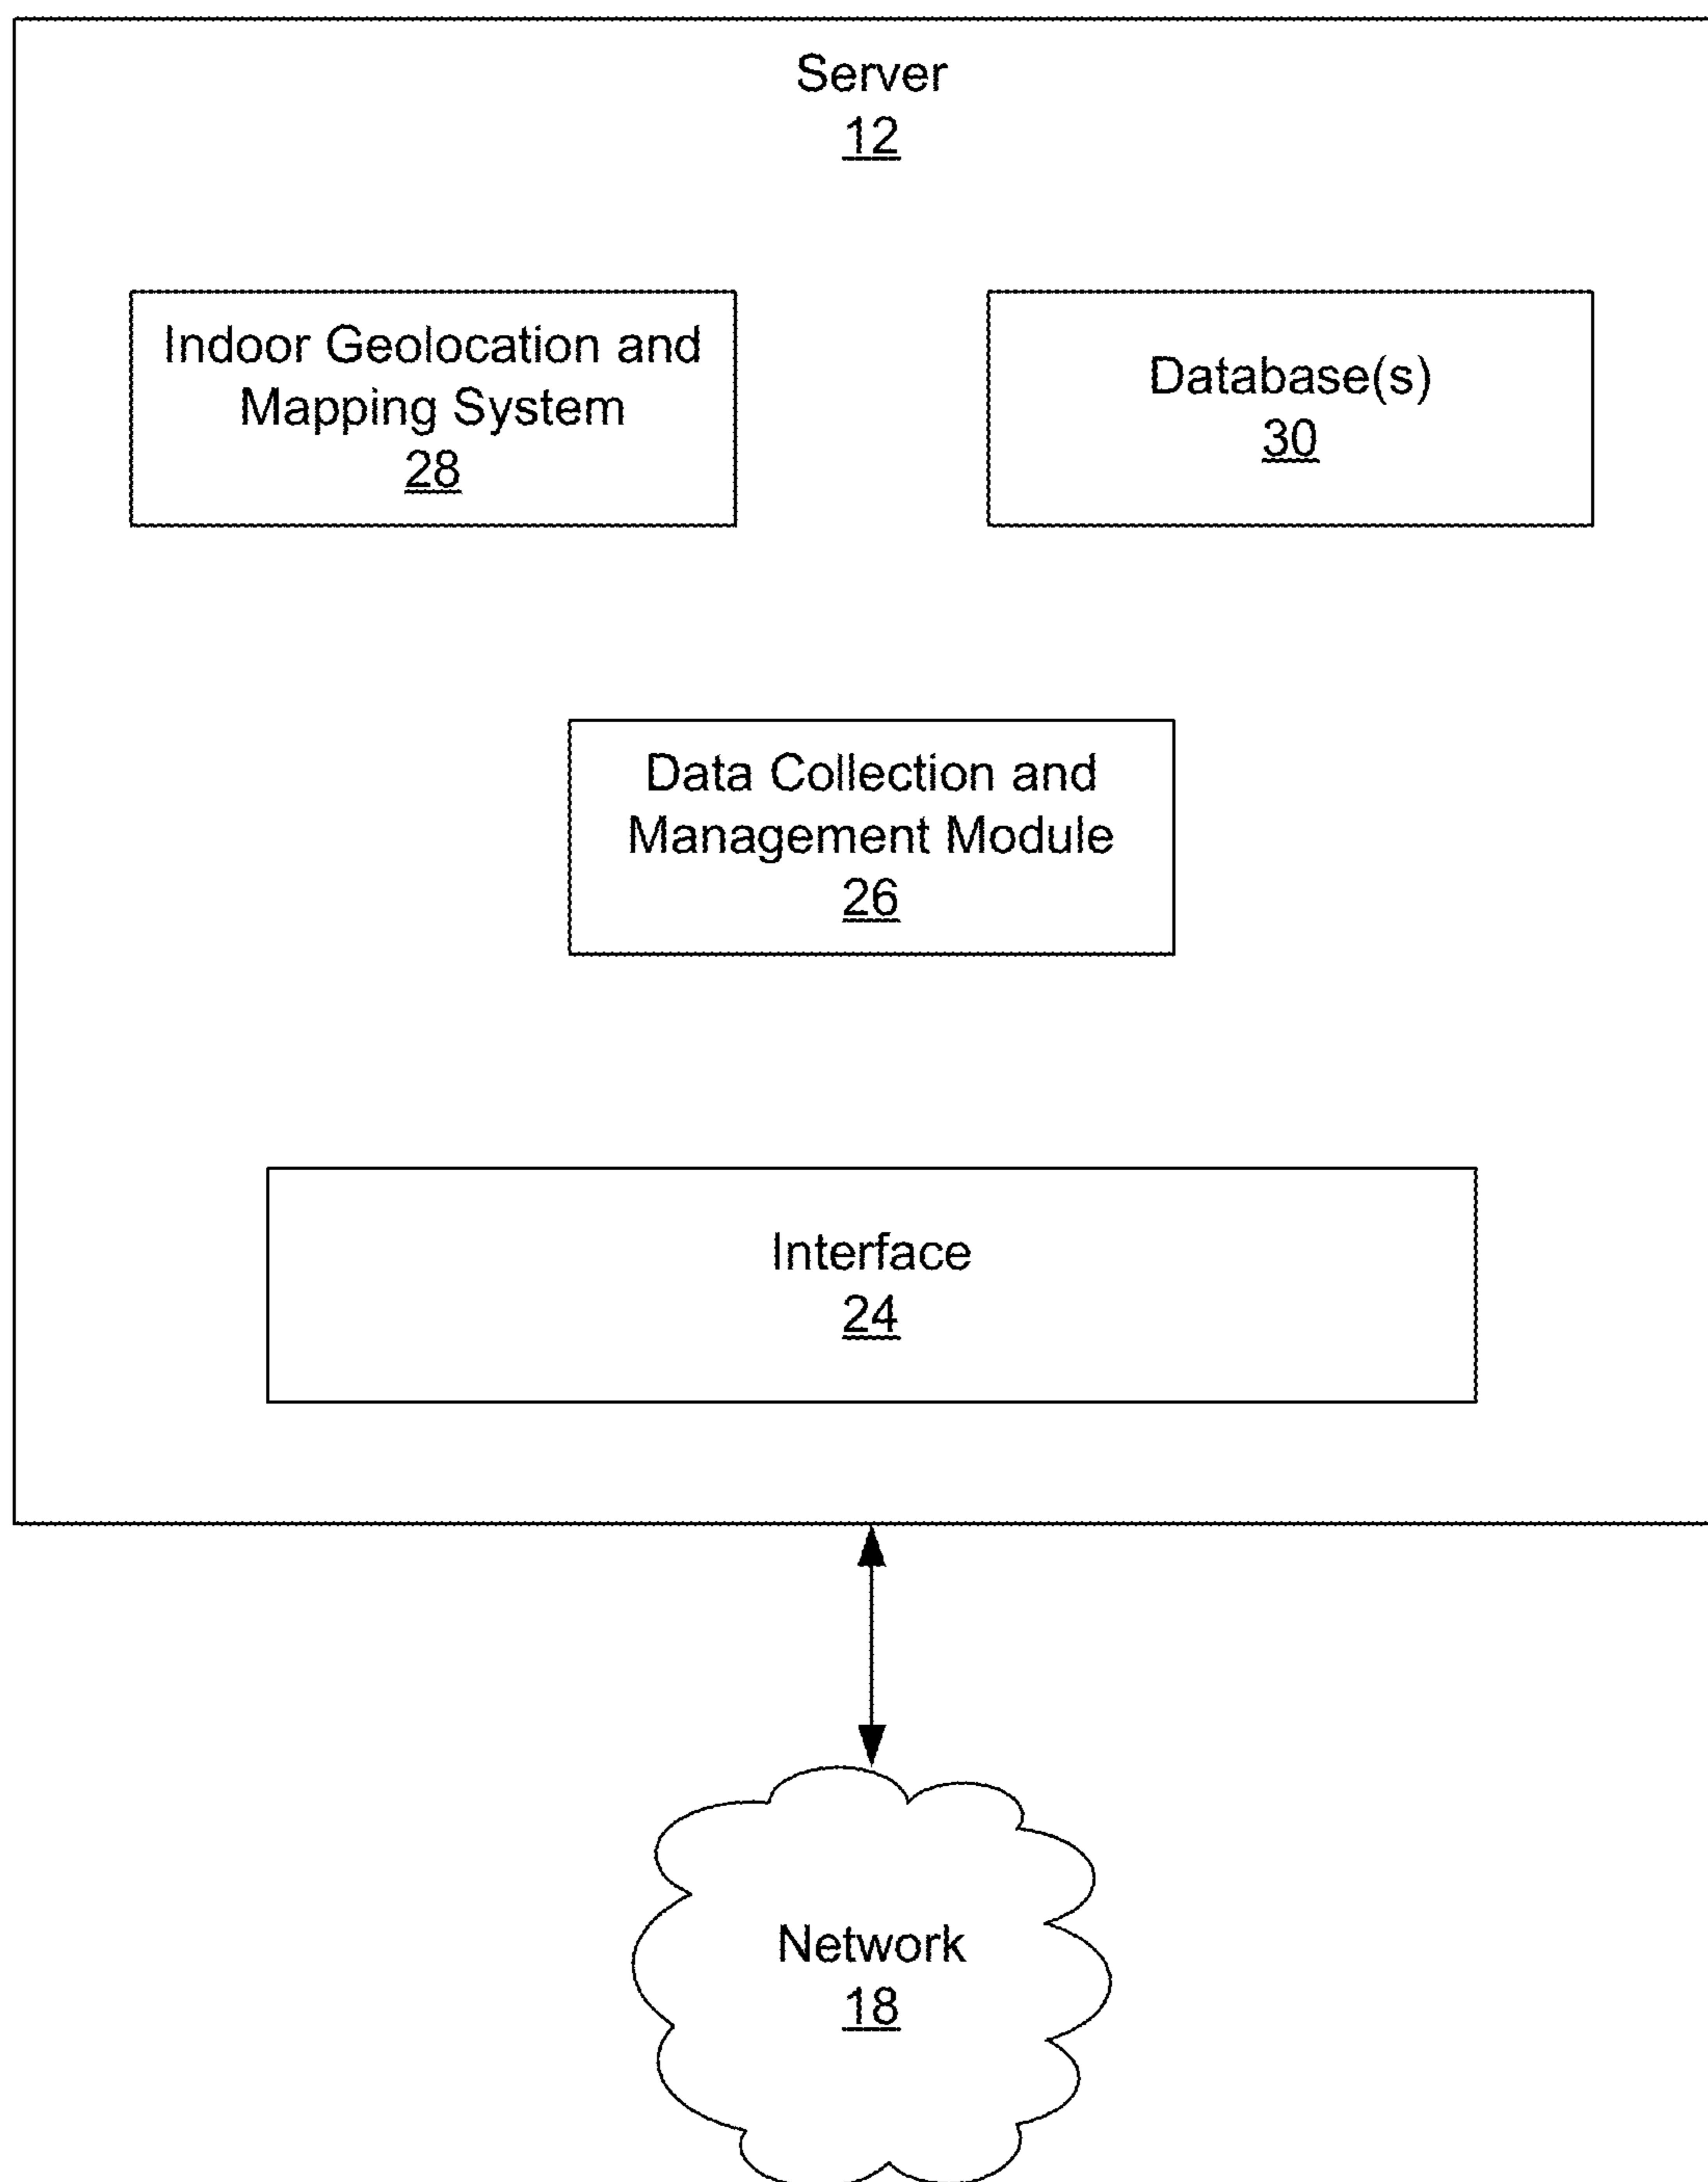 Server
12
Indoor Geolocation and
Mapping System
28
Database(s)
30
Data Collection and
Management Module
26
Interface
24
Network
18